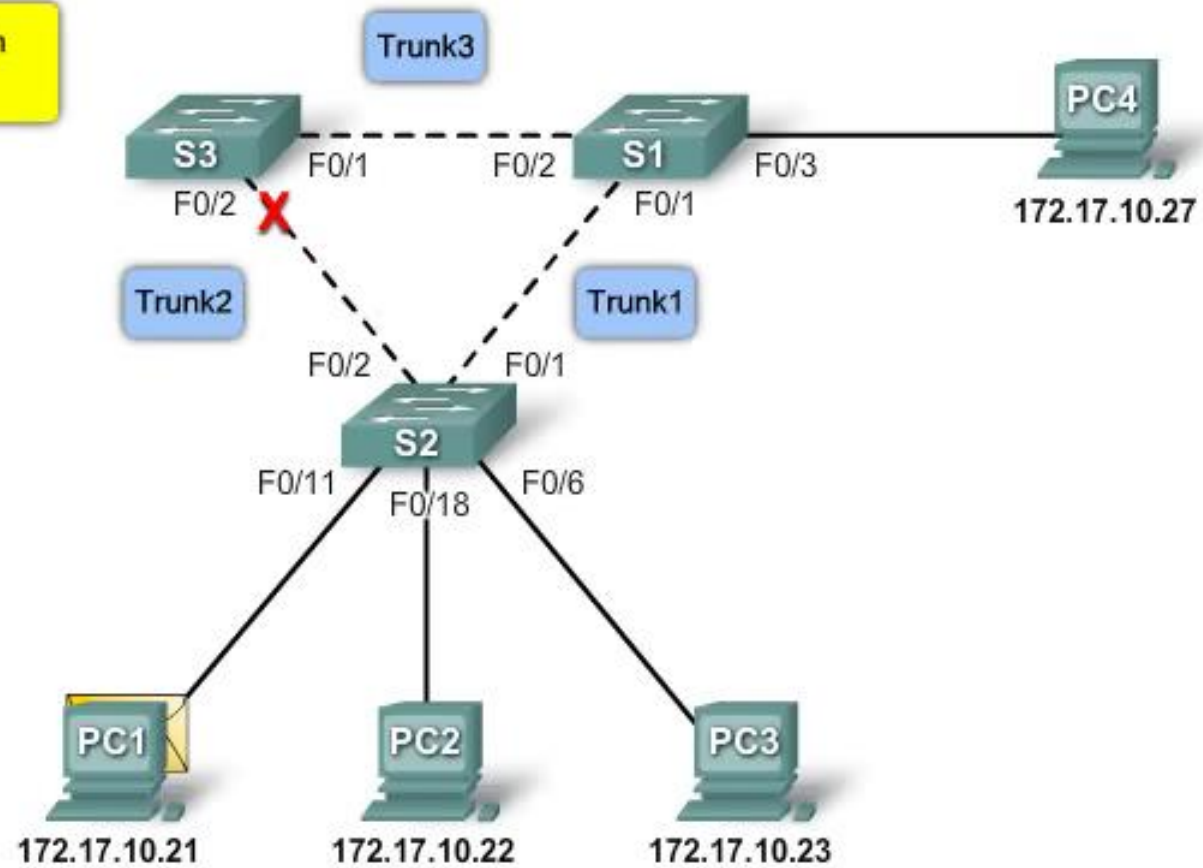 Trunk3
PC4
S3
S1
F0/1
F0/2
F0/3
F0/2
F0/1
172.17.10.27
Trunk2
Trunk1
F0/2
F0/1
S2
F0/11
F0/18
F0/6
PC1
PC2
PC3
172.17.10.21
172.17.10.22
172.17.10.23